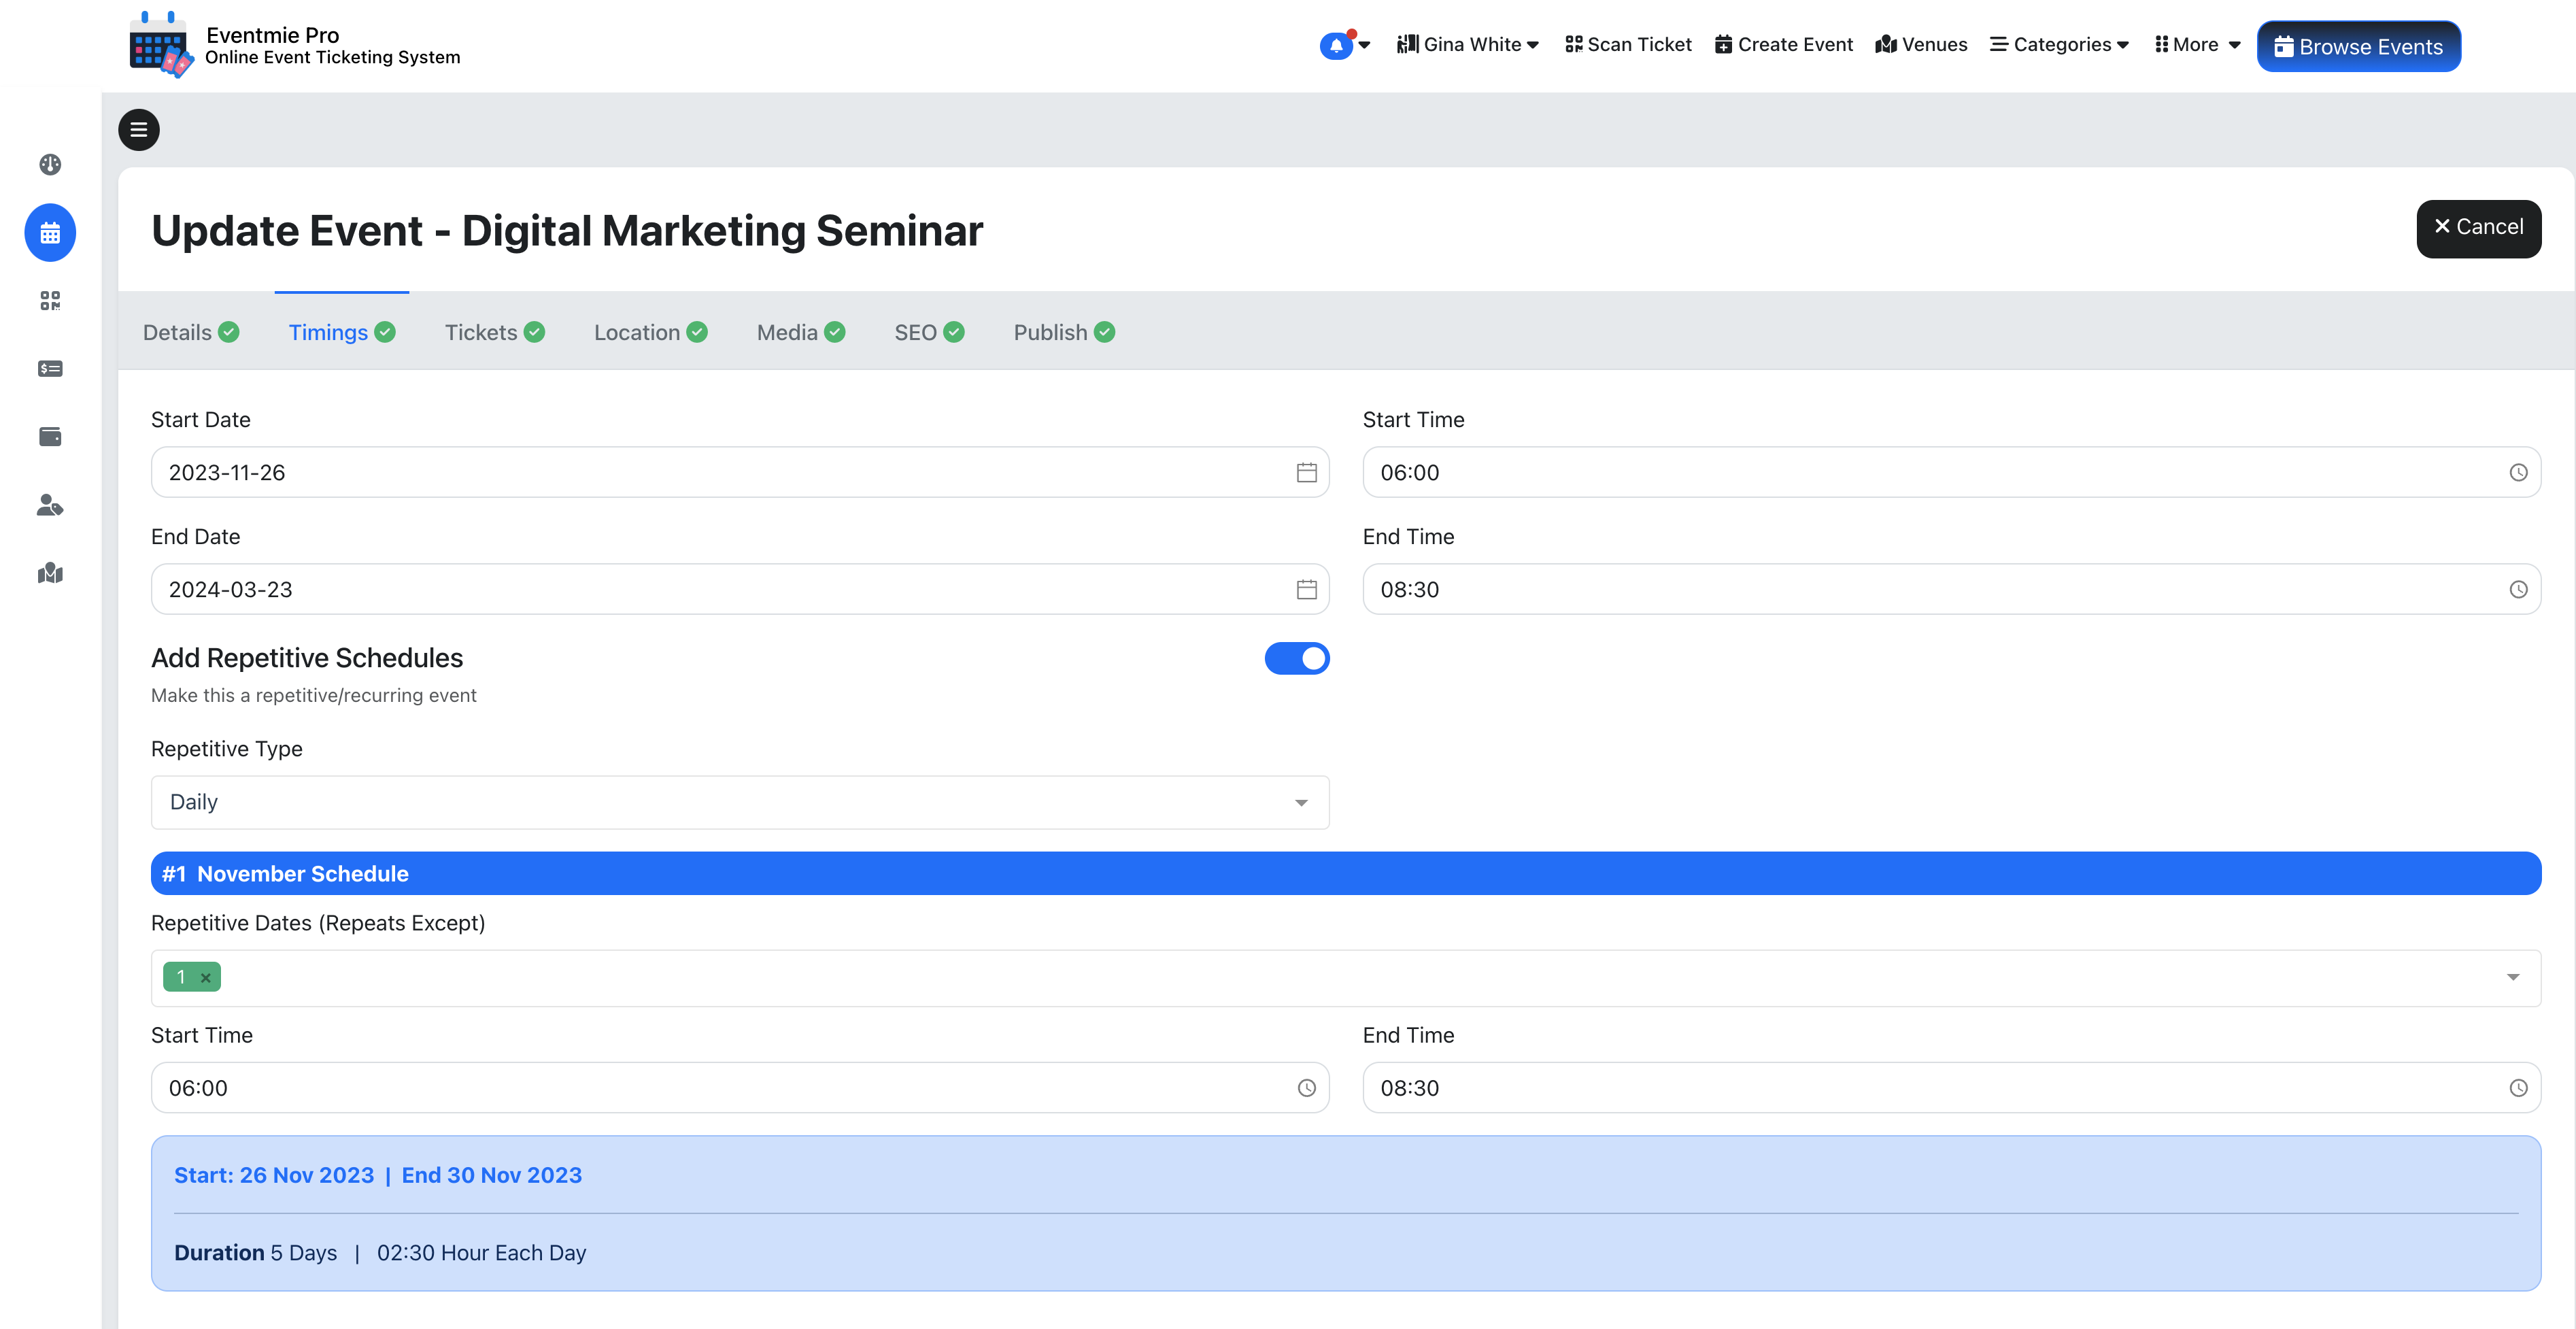 Eventmie Pro
Online Event Ticketing System
Gina White
Scan Ticket
Create Event
Venues
Categories
More
Browse Events
Update Event - Digital Marketing Seminar
Cancel
Details
Timings
Tickets
Location
Media
SEO
Publish
Start Date
Start Time
2023-11-26
06:00
End Date
End Time
2024-03-23
08:30
Add Repetitive Schedules
Make this a repetitive/recurring event
Repetitive Type
Daily
#1 November Schedule
Repetitive Dates (Repeats Except)
1 ×
Start Time
End Time
06:00
08:30
Start: 26 Nov 2023 | End 30 Nov 2023
Duration 5 Days | 02:30 Hour Each Day